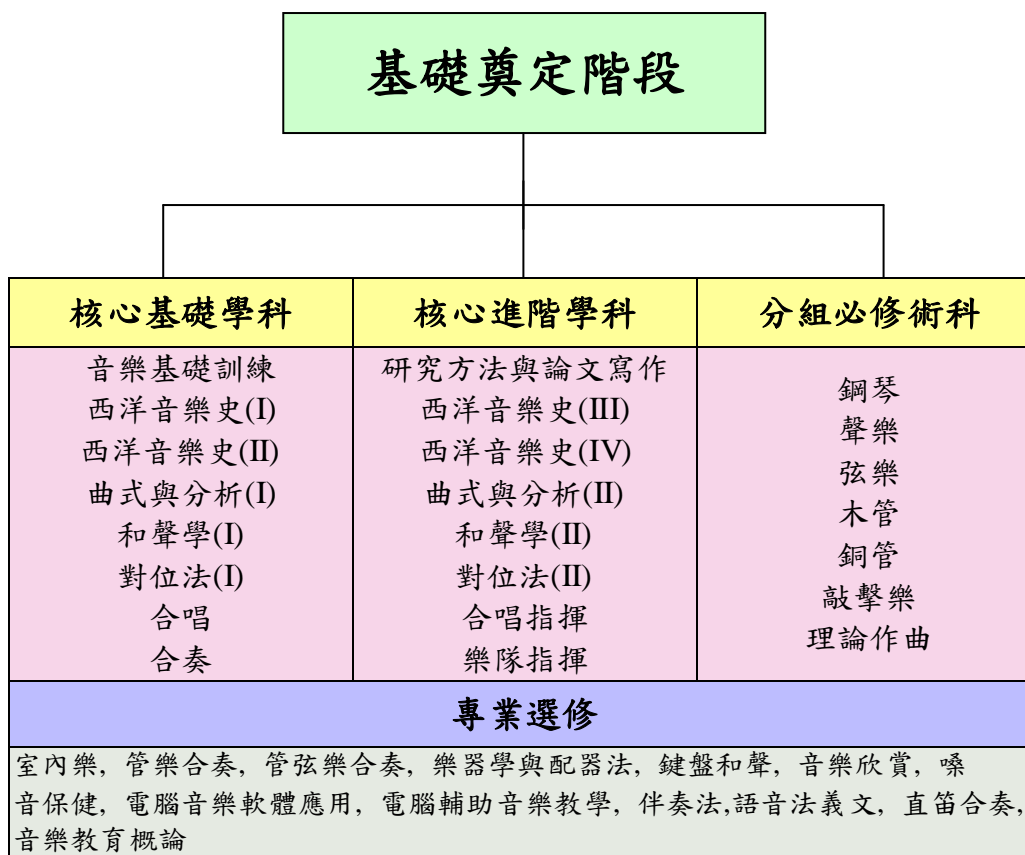 基礎奠定階段
核心基礎學科
音樂基礎訓練
西洋音樂史(I)
西洋音樂史(II)
曲式與分析(I)
和聲學(I)
對位法(I)
合唱
合奏
核心進階學科
研究方法與論文寫作
西洋音樂史(III)
西洋音樂史(IV)
曲式與分析(II)
和聲學(II)
對位法(II)
合唱指揮
樂隊指揮
分組必修術科
鋼琴
聲樂
弦樂
木管
銅管
敲擊樂
理論作曲
專業選修
室內樂, 管樂合奏, 管弦樂合奏, 樂器學與配器法, 鍵盤和聲, 音樂欣賞, 嗓
音保健, 電腦音樂軟體應用, 電腦輔助音樂教學, 伴奏法,語音法義文, 直笛合奏,
音樂教育概論